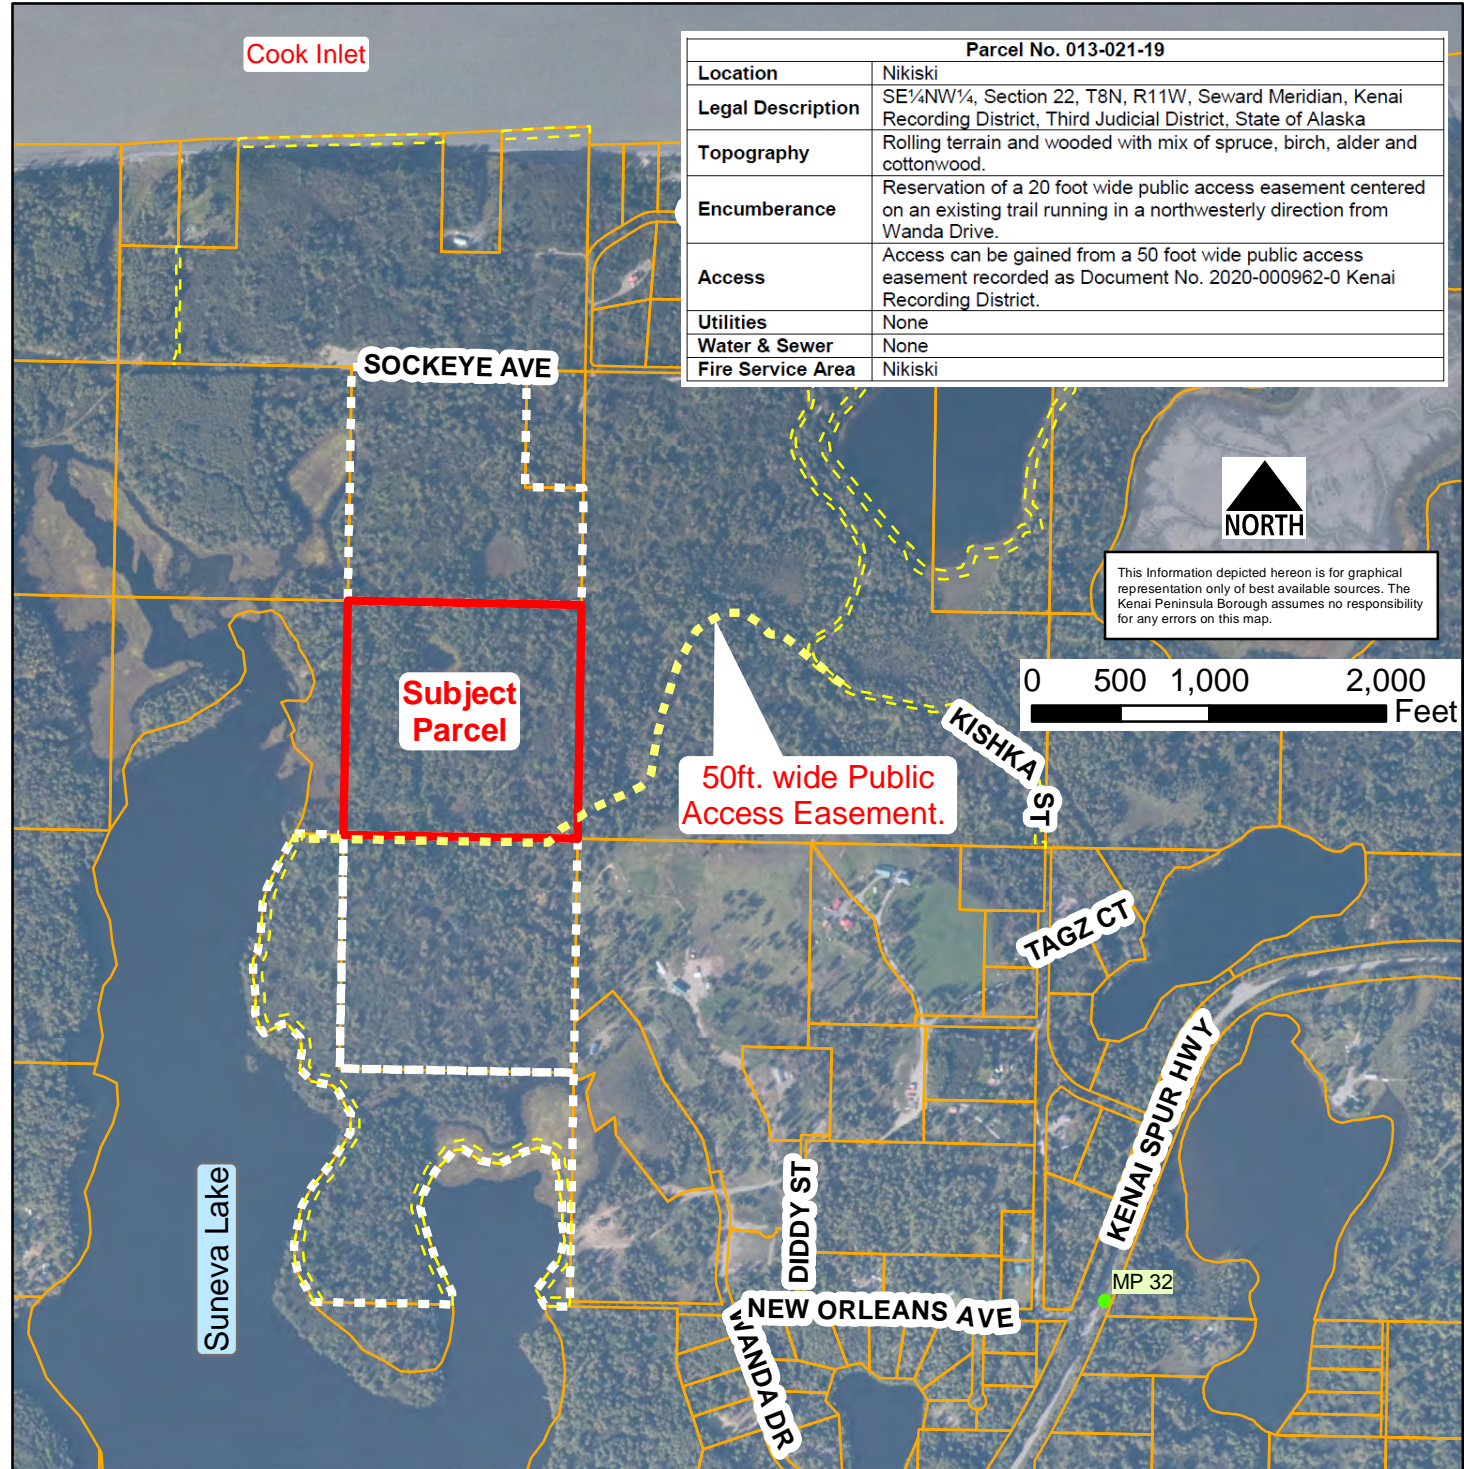 Cook Inlet
Parcel No. 013-021-19
Location Nikiski
Legal Description SE¼NW¼, Section 22, T8N, R11W, Seward Meridian, Kenai
Recording District, Third Judicial District, State of Alaska
Topography Rolling terrain and wooded with mix of spruce, birch, alder and
cottonwood.
Encumberance Reservation of a 20 foot wide public access easement centered
on an existing trail running in a northwesterly direction from
Wanda Drive.
Access Access can be gained from a 50 foot wide public access
easement recorded as Document No. 2020-000962-0 Kenai
Recording District.
Utilities None
Water & Sewer None
Fire Service Area Nikiski
SOCKEYE AVE
NORTH
This Information depicted hereon is for graphical
representation only of best available sources. The
Kenai Peninsula Borough assumes no responsibility
for any errors on this map.
0 500 1,000 2,000
Feet
Subject
Parcel
KISHKA ST
50ft. wide Public
Access Easement.
TAGZ CT
KENAI SPUR HWY
Suneva Lake
DIDDY ST
MP 32
NEW ORLEANS AVE
WANDA DR